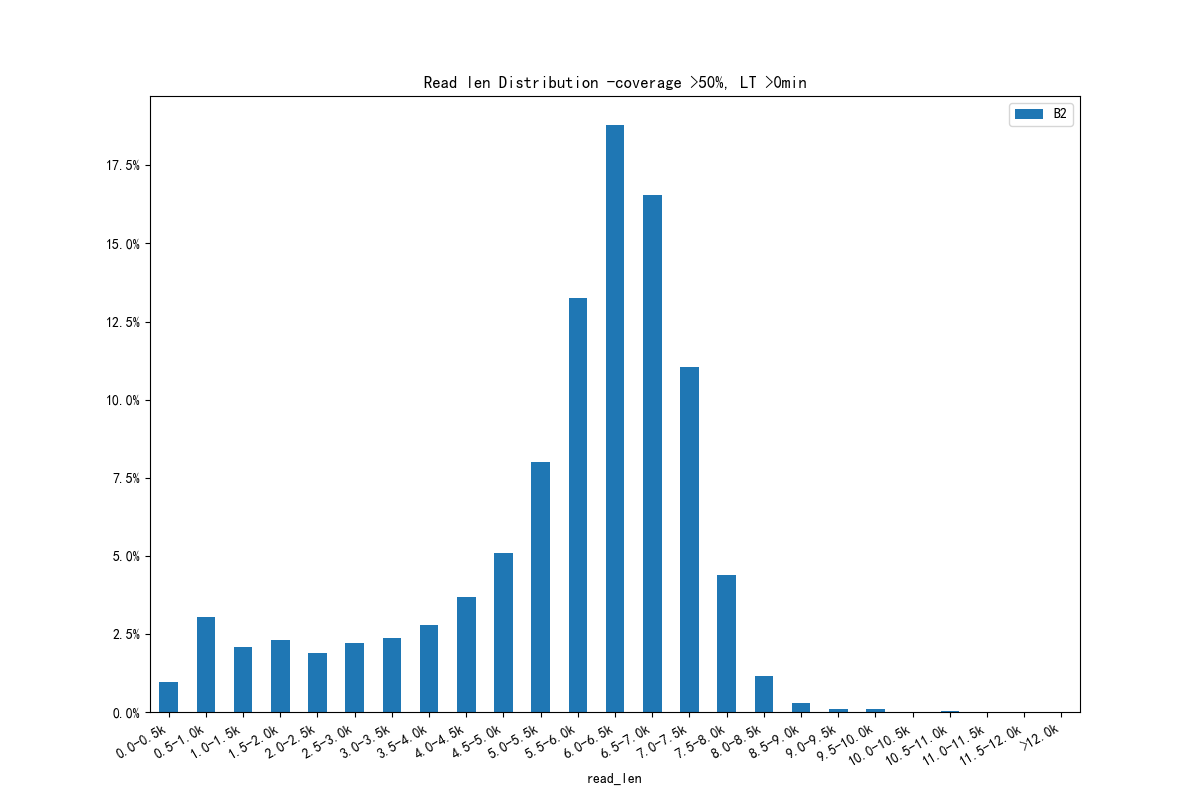 Read len Distribution -coverage >50%, LT >0min
B2
17.5%
15.0%
12.5%
10.0%
7.5%
5.0%
2.5%
0.0%
0.0-0.5k
0.5-1.0k
1.0-1.5k
1.5-2.0k
2.0-2.5k
2.5-3.0k
3.0-3.5k
3.5-4.0k
4.0-4.5k
4.5-5.0k
5.0-5.5k
5.5-6.0k
6.0-6.5k
6.5-7.0k
7.0-7.5k
7.5-8.0k
8.0-8.5k
8.5-9.0k
9.0-9.5k
9.5-10.0k
10.0-10.5k
10.5-11.0k
11.0-11.5k
11.5-12.0k
>12.0k
read_len